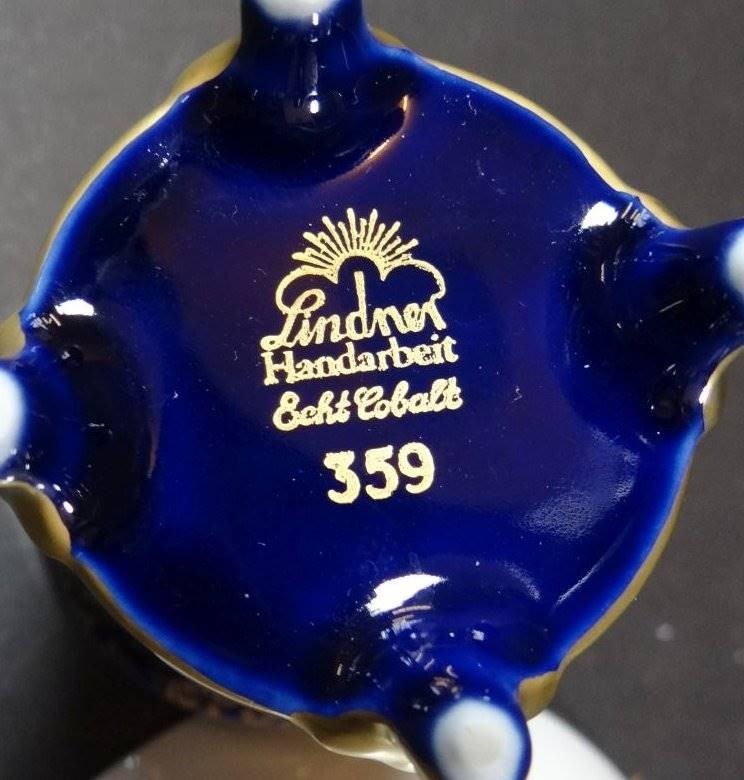 Lindner
Handarbeit
Echt Cobalt
359